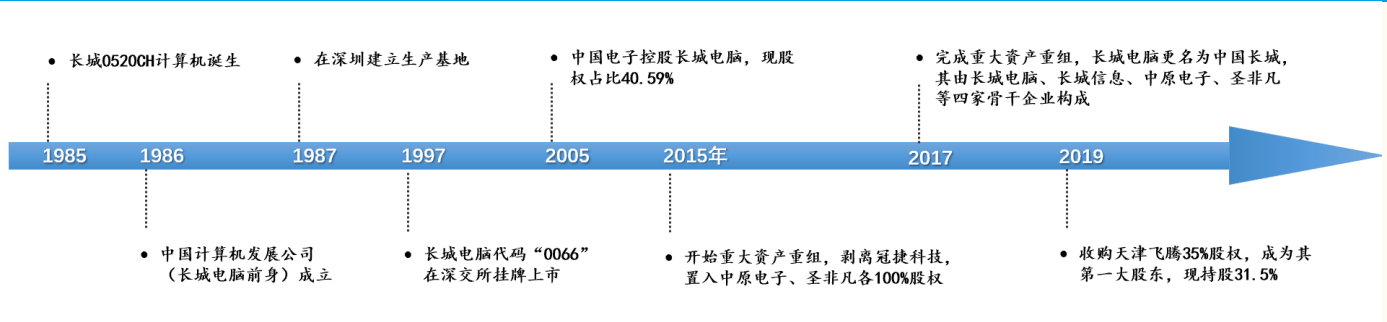 • 长城0520CH计算机诞生
• 在深圳建立生产基地
• 中国电子控股长城电脑，现股
权占比40.59%
• 完成重大资产重组，长城电脑更名为中国长城，
其由长城电脑、长城信息、中原电子、圣非凡
等四家骨干企业构成
1985
1986
1987
1997
2005
2015年
2017
2019
• 中国计算机发展公司
（长城电脑前身）成立
• 长城电脑代码“0066”
在深交所挂牌上市
• 开始重大资产重组，剥离冠捷科技，
置入中原电子、圣非凡各100%股权
• 收购天津飞腾35%股权，成为其
第一大股东，现持股31.5%